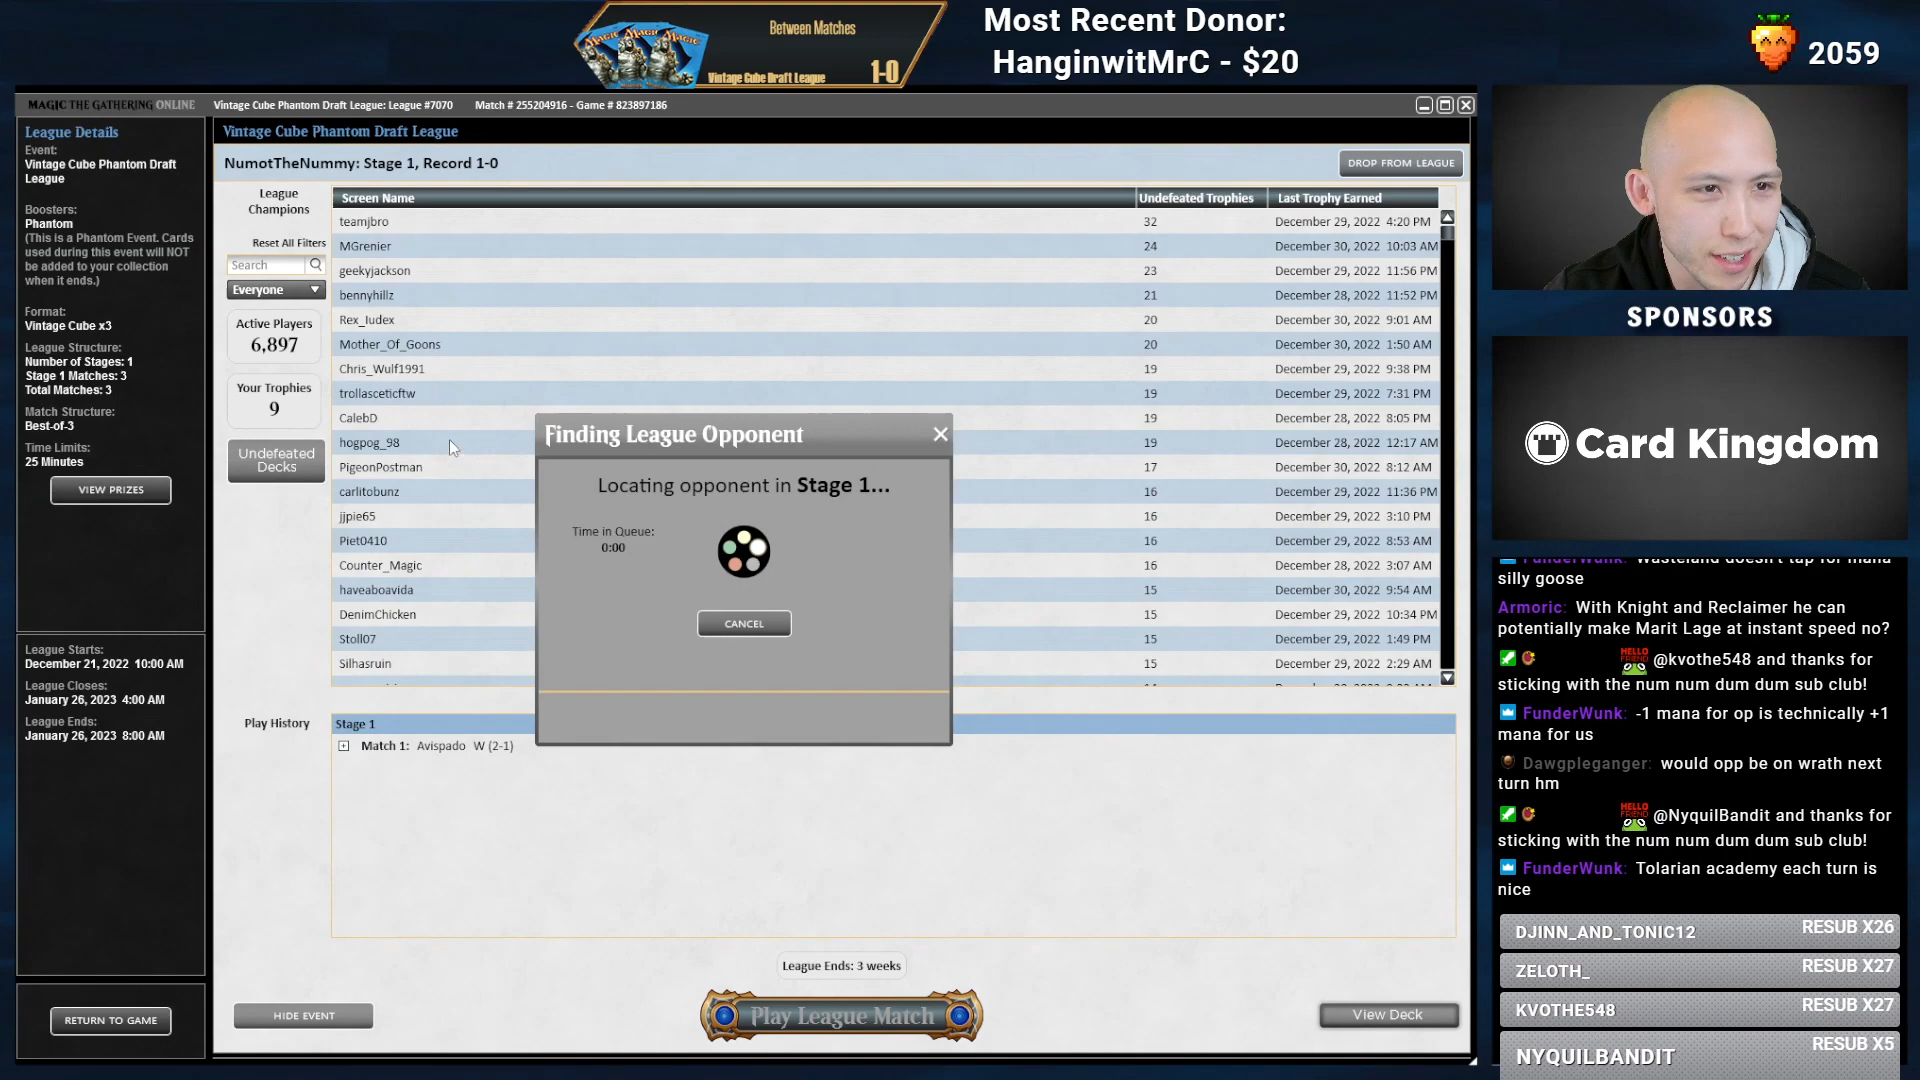 Between Matches
Vintage Cube Draft League 1-0
Most Recent Donor:
HanginwitMrC - $20
2059
MAGIC THE GATHERING ONLINE
Vintage Cube Phantom Draft League: League #7070
Match # 255204916 - Game # 823897186
League Details
Event:
Vintage Cube Phantom Draft
League
Boosters:
Phantom
(This is a Phantom Event. Cards
used during this event will NOT
be added to your collection
when it ends.)
Format:
Vintage Cube x3
League Structure:
Number of Stages: 1
Stage 1 Matches: 3
Total Matches: 3
Match Structure:
Best-of-3
Time Limits:
25 Minutes
VIEW PRIZES
League Starts:
December 21, 2022 10:00 AM
League Closes:
January 26, 2023 4:00 AM
League Ends:
January 26, 2023 8:00 AM
RETURN TO GAME
Vintage Cube Phantom Draft League
NumotTheNummy: Stage 1, Record 1-0
DROP FROM LEAGUE
League
Champions
Reset All Filters
Search
Everyone
Active Players
6,897
Your Trophies
9
Undefeated
Decks
Screen Name Undefeated Trophies Last Trophy Earned
teamjbro 32 December 29, 2022 4:20 PM
MGrenier 24 December 30, 2022 10:03 AM
geekyjackson 23 December 29, 2022 11:56 PM
bennyhillz 21 December 28, 2022 11:52 PM
Rex_Iudex 20 December 30, 2022 9:01 AM
Mother_Of_Goons 20 December 30, 2022 1:50 AM
Chris_Wulf1991 19 December 29, 2022 9:38 PM
trollasceticftw 19 December 29, 2022 7:31 PM
CalebD 19 December 28, 2022 8:05 PM
hogpog_98 19 December 28, 2022 12:17 AM
PigeonPostman 17 December 30, 2022 8:12 AM
carlitobunz 16 December 29, 2022 11:36 PM
jjpie65 16 December 29, 2022 3:10 PM
Piet0410 16 December 29, 2022 8:53 AM
Counter_Magic 16 December 28, 2022 3:07 AM
haveaboavida 15 December 30, 2022 9:54 AM
DenimChicken 15 December 29, 2022 10:34 PM
Stoll07 15 December 29, 2022 1:49 PM
Silhasruin 15 December 29, 2022 2:29 AM
Finding League Opponent
Locating opponent in Stage 1...
Time in Queue:
0:00
CANCEL
Play History
Stage 1
Match 1: Avispado W (2-1)
League Ends: 3 weeks
HIDE EVENT
Play League Match
View Deck
SPONSORS
Card Kingdom
FunderWunk: Wasteland doesn't tap for mana
silly goose
Armoric: With Knight and Reclaimer he can
potentially make Marit Lage at instant speed no?
HELLO FRIEND @kvothe548 and thanks for
sticking with the num num dum dum sub club!
FunderWunk: -1 mana for op is technically +1
mana for us
Dawgpleganger: would opp be on wrath next
turn hm
HELLO FRIEND @NyquilBandit and thanks for
sticking with the num num dum dum sub club!
FunderWunk: Tolarian academy each turn is
nice
DJINN_AND_TONIC12 RESUB X26
ZELOTH_ RESUB X27
KVOTHE548 RESUB X27
NYQUILBANDIT RESUB X5